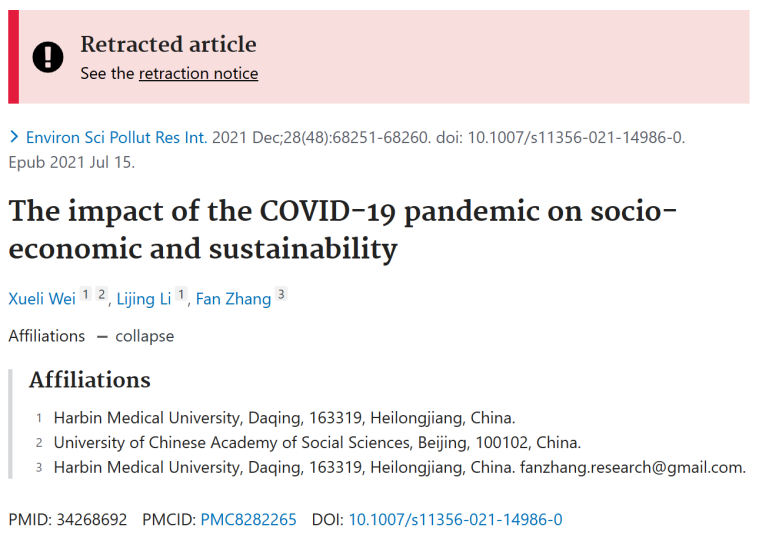 Retracted article
See the retraction notice
Environ Sci Pollut Res Int. 2021 Dec;28(48):68251-68260. doi: 10.1007/s11356-021-14986-0.
Epub 2021 Jul 15.
The impact of the COVID-19 pandemic on socio-
economic and sustainability
Xueli Wei 1 2, Lijing Li 1, Fan Zhang 3
Affiliations − collapse
Affiliations
1 Harbin Medical University, Daqing, 163319, Heilongjiang, China.
2 University of Chinese Academy of Social Sciences, Beijing, 100102, China.
3 Harbin Medical University, Daqing, 163319, Heilongjiang, China. fanzhang.research@gmail.com.
PMID: 34268692 PMCID: PMC8282265 DOI: 10.1007/s11356-021-14986-0